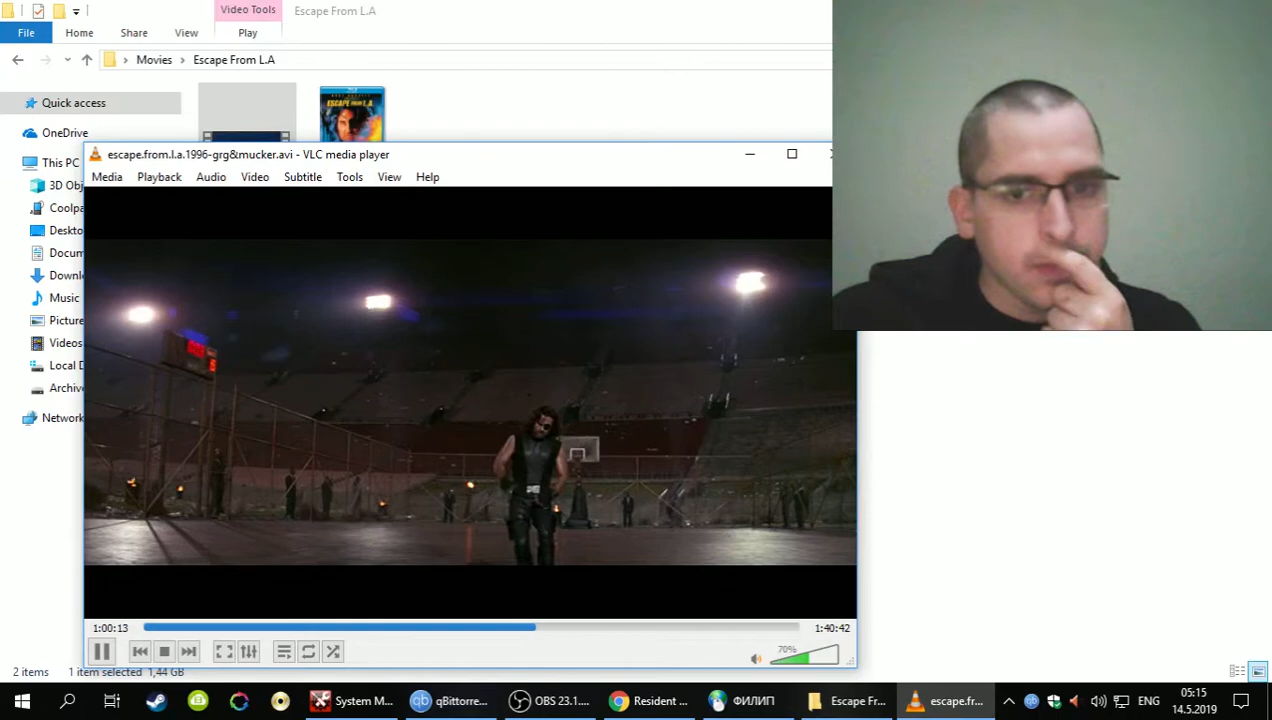 Video Tools
Escape From L.A
File
Home
Share
View
Play
Movies
Escape From L.A
Quick access
OneDrive
This PC
3D Obj
Coolpa
Deskto
Docum
Downl
Music
Picture
Videos
Local D
Archiv
Network
ESCAPE FROM L.A.
escape.from.l.a.1996-grg&mucker.avi - VLC media player
Media
Playback
Audio
Video
Subtitle
Tools
View
Help
1:00:13
1:40:42
70%
2 items
1 item selected 1,44 GB
System M...
qBittorre...
OBS 23.1....
Resident ...
ФИЛИП
Escape Fr...
escape.fr...
ENG
05:15
14.5.2019